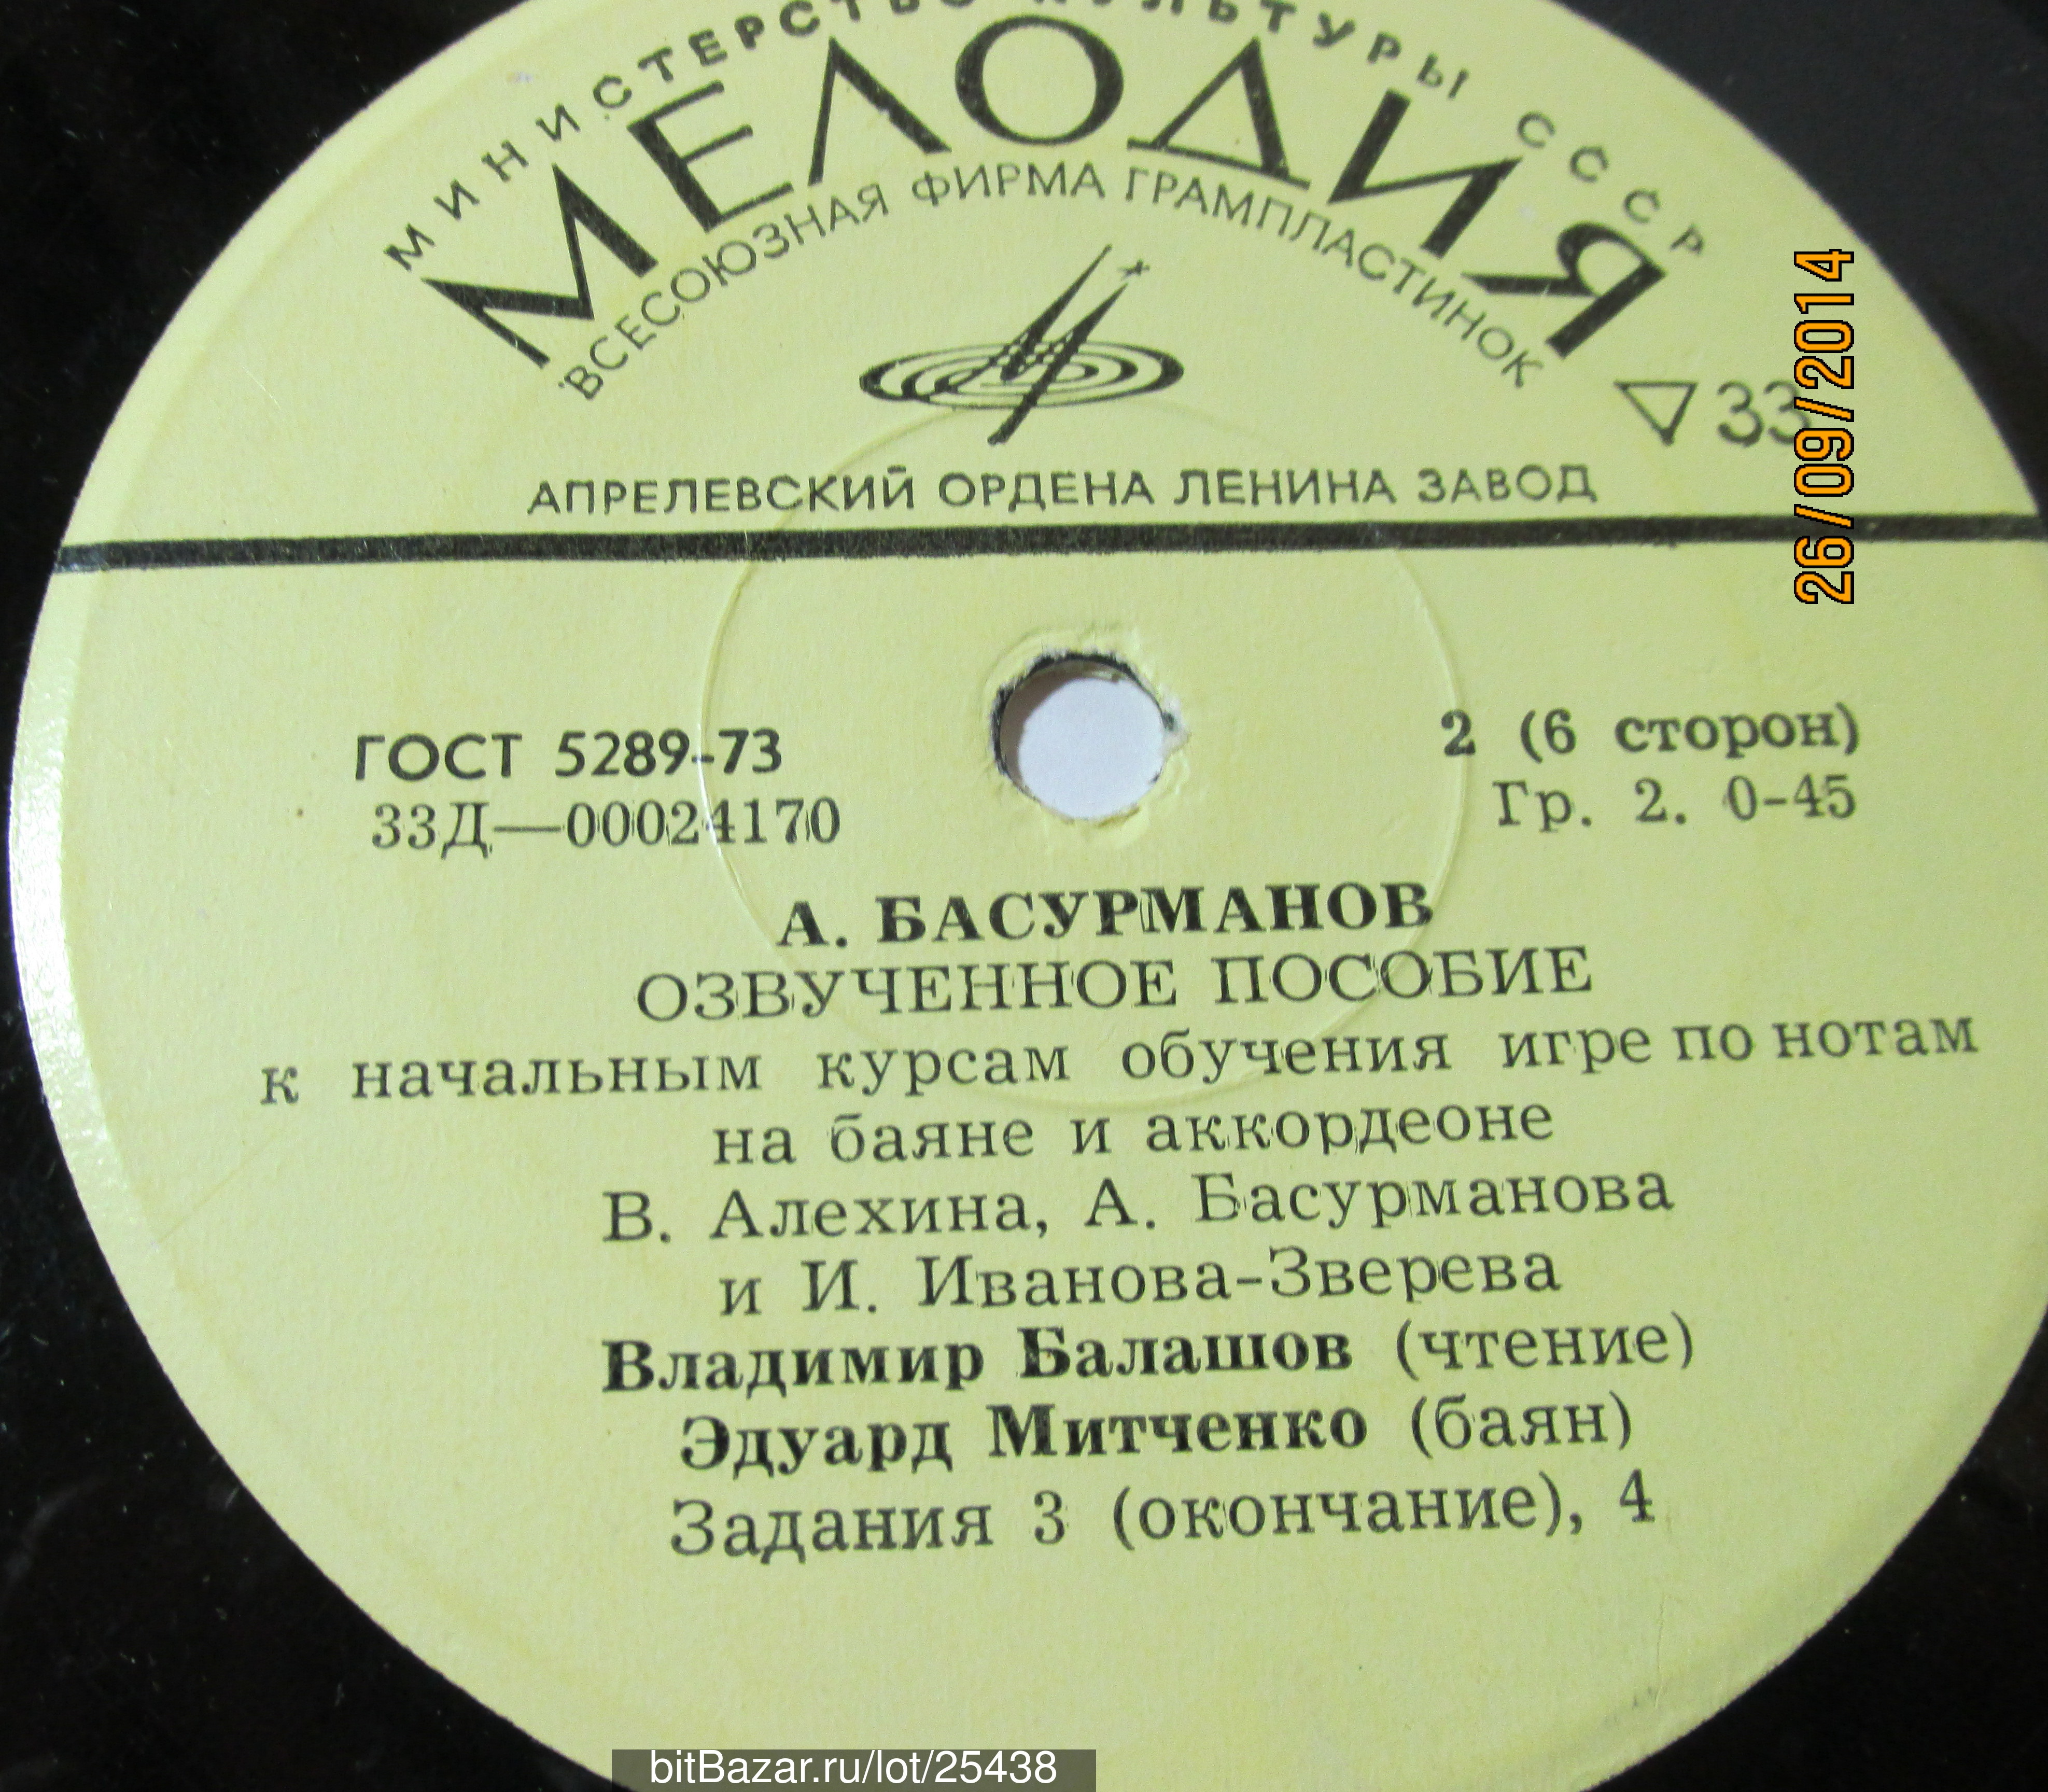 МИНИСТЕРСТВО КУЛЬТУРЫ СССР
МЕЛОДИЯ
ВСЕСОЮЗНАЯ ФИРМА ГРАМПЛАСТИНОК
33
АПРЕЛЕВСКИЙ ОРДЕНА ЛЕНИНА ЗАВОД
26/09/2014
ГОСТ 5289-73
33Д—00024170
2 (6 сторон)
Гр. 2. 0-45
А. БАСУРМАНОВ
ОЗВУЧЕННОЕ ПОСОБИЕ
к начальным курсам обучения игре по нотам
на баяне и аккордеоне
В. Алехина, А. Басурманова
и И. Иванова-Зверева
Владимир Балашов (чтение)
Эдуард Митченко (баян)
Задания 3 (окончание), 4
bitBazar.ru/lot/25438